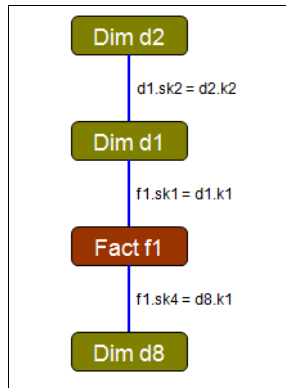 Dim d2
d1.sk2 = d2.k2
Dim d1
f1.sk1 = d1.k1
Fact f1
f1.sk4 = d8.k1
Dim d8